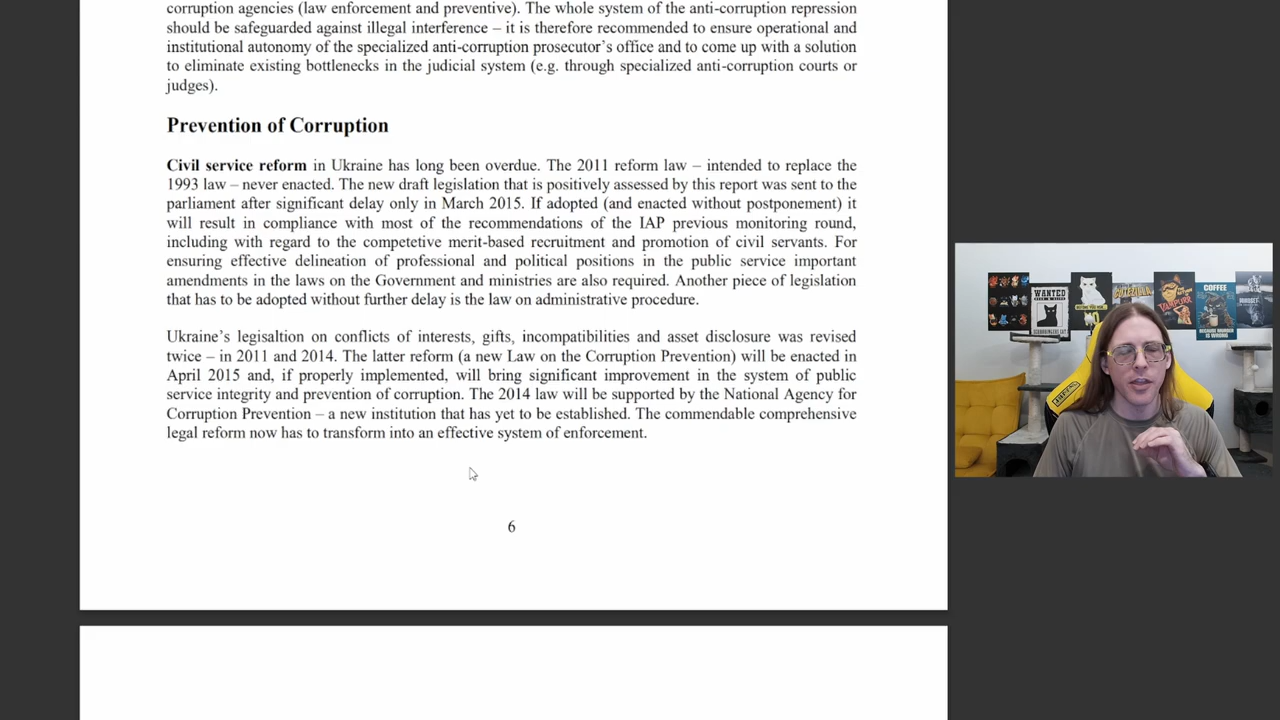 corruption agencies (law enforcement and preventive). The whole system of the anti-corruption repression
should be safeguarded against illegal interference – it is therefore recommended to ensure operational and
institutional autonomy of the specialized anti-corruption prosecutor's office and to come up with a solution
to eliminate existing bottlenecks in the judicial system (e.g. through specialized anti-corruption courts or
judges).
Prevention of Corruption
Civil service reform in Ukraine has long been overdue. The 2011 reform law – intended to replace the
1993 law – never enacted. The new draft legislation that is positively assessed by this report was sent to the
parliament after significant delay only in March 2015. If adopted (and enacted without postponement) it
will result in compliance with most of the recommendations of the IAP previous monitoring round,
including with regard to the competetive merit-based recruitment and promotion of civil servants. For
ensuring effective delineation of professional and political positions in the public service important
amendments in the laws on the Government and ministries are also required. Another piece of legislation
that has to be adopted without further delay is the law on administrative procedure.
Ukraine's legisaltion on conflicts of interests, gifts, incompatibilities and asset disclosure was revised
twice – in 2011 and 2014. The latter reform (a new Law on the Corruption Prevention) will be enacted in
April 2015 and, if properly implemented, will bring significant improvement in the system of public
service integrity and prevention of corruption. The 2014 law will be supported by the National Agency for
Corruption Prevention – a new institution that has yet to be established. The commendable comprehensive
legal reform now has to transform into an effective system of enforcement.
6
WANTED
CATZILLA
VAMPURR
COFFEE
BECAUSE MURDER
IS WRONG
MINDSET